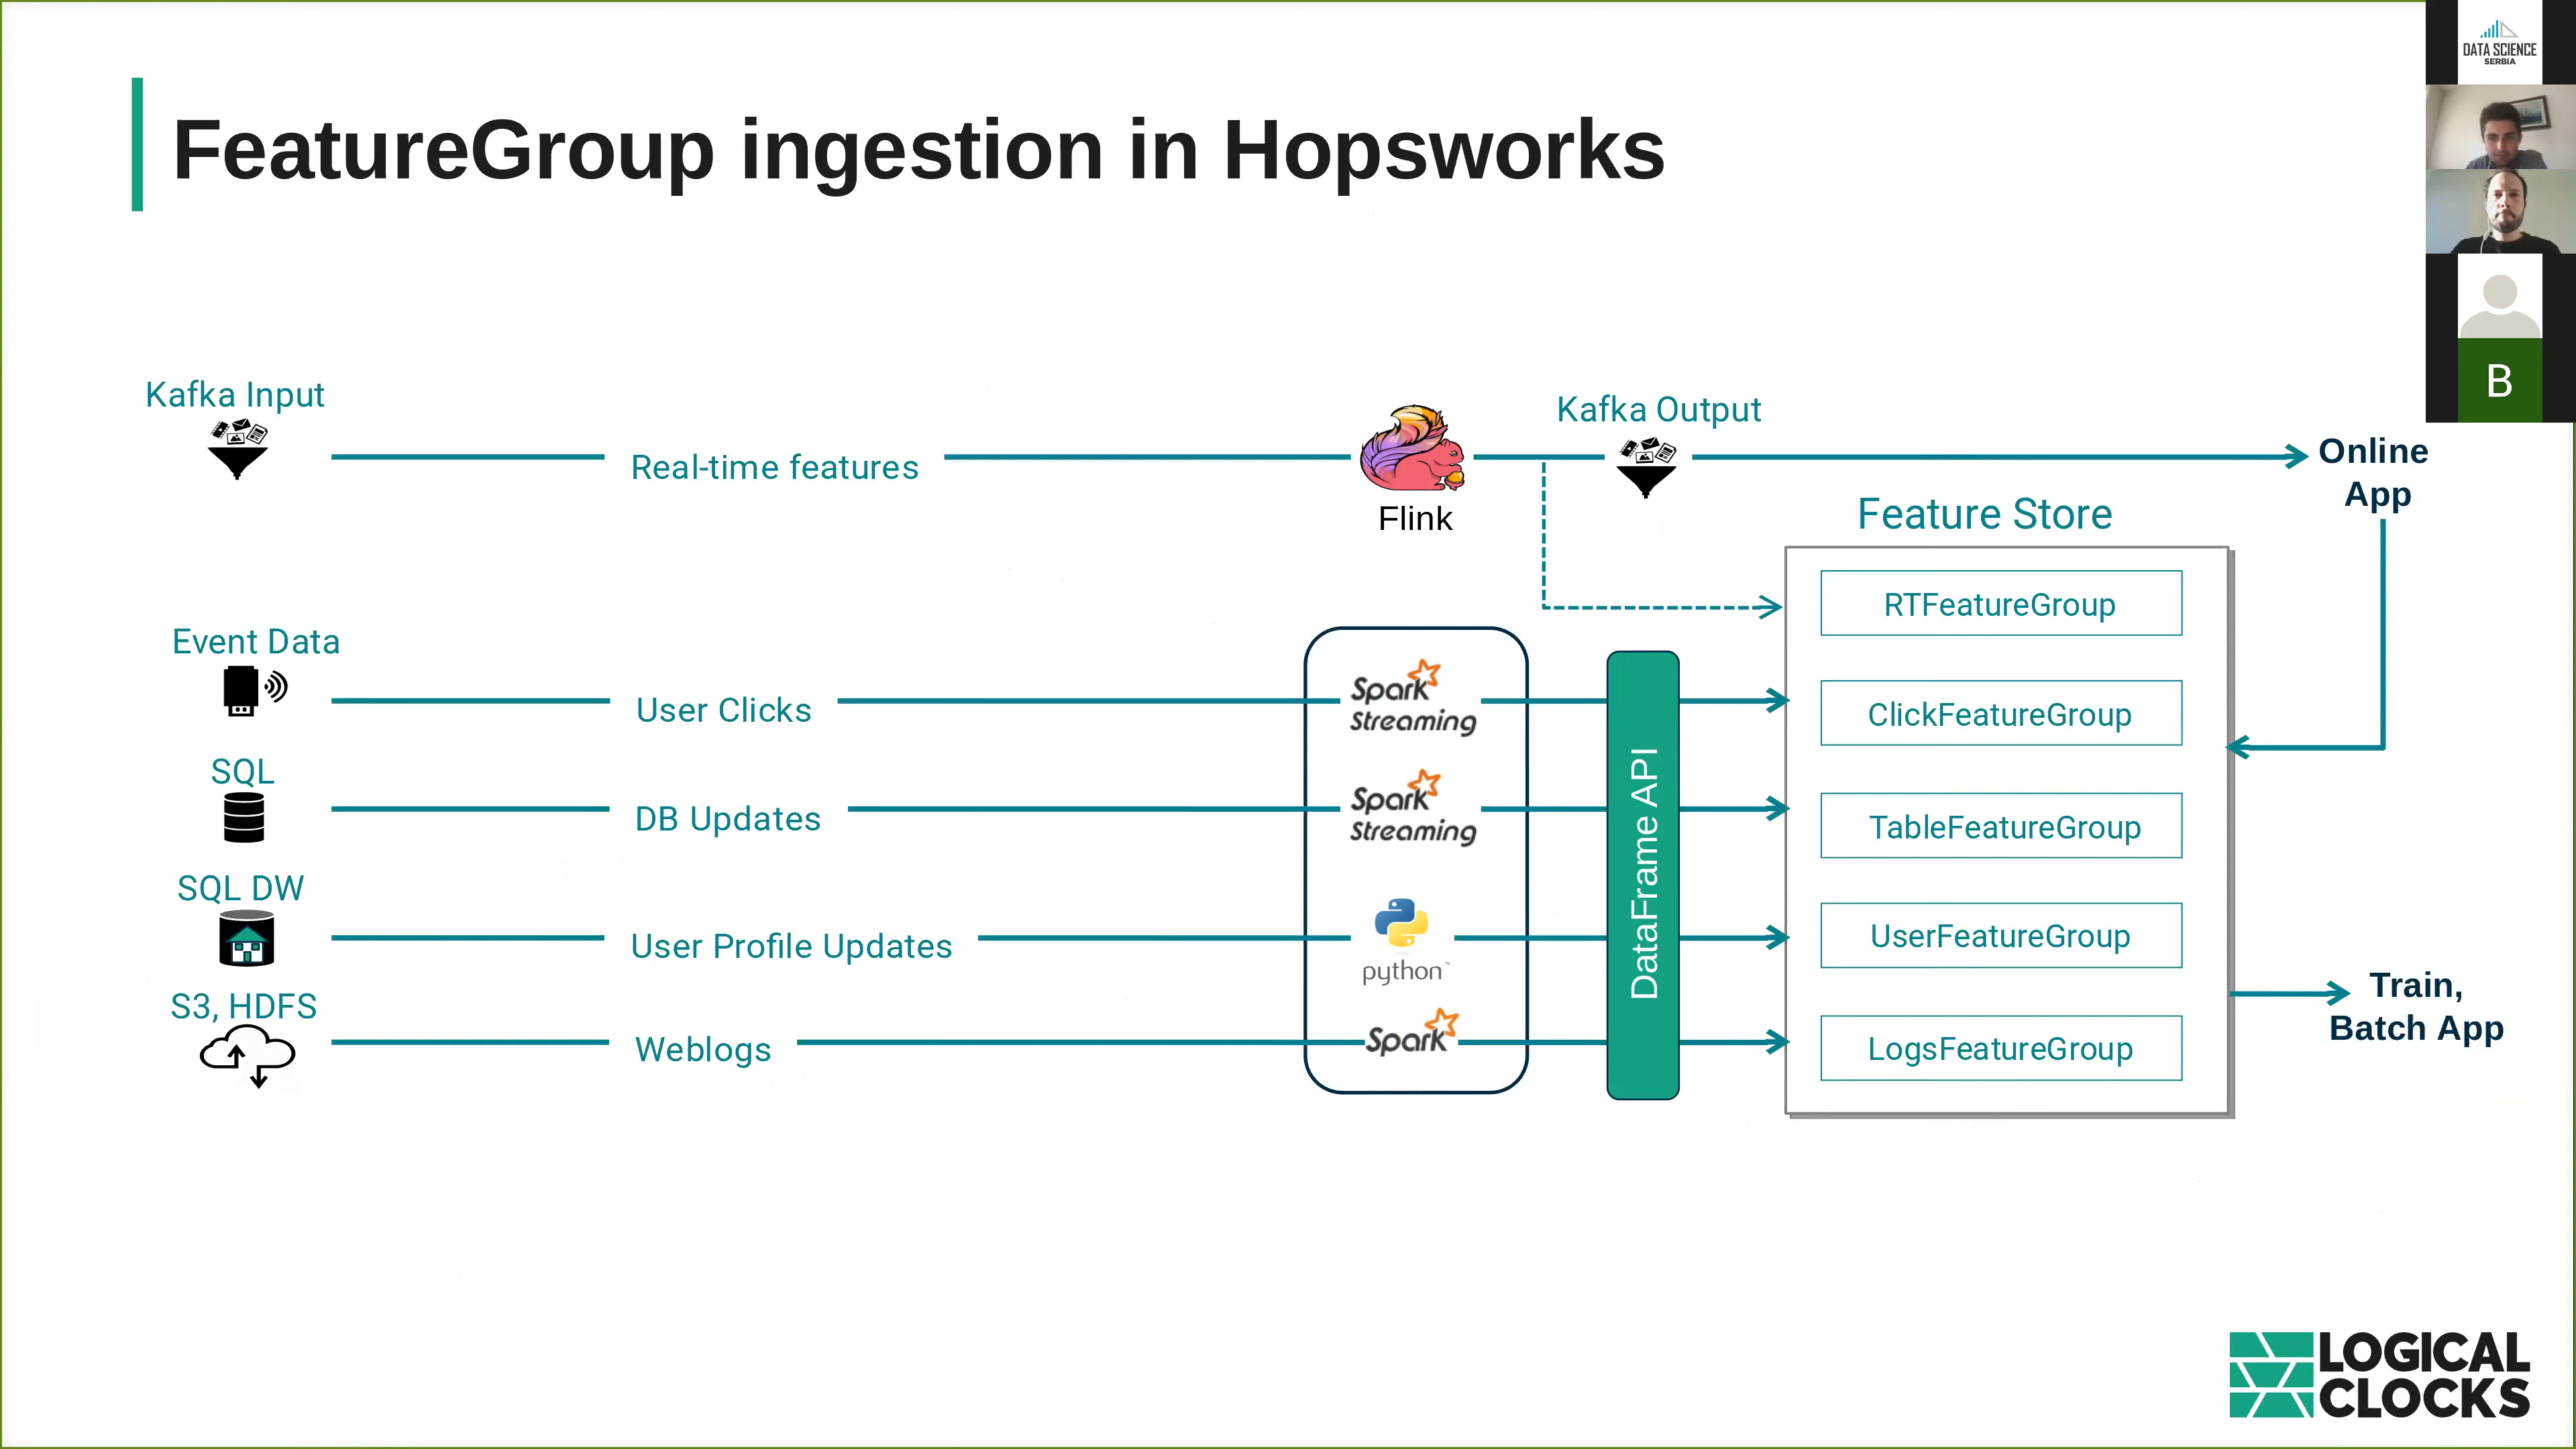 FeatureGroup ingestion in Hopsworks
DATA SCIENCE
SERBIA
B
Kafka Input
Real-time features
Flink
Kafka Output
Online
App
Feature Store
RTFeatureGroup
Event Data
User Clicks
Spark
Streaming
ClickFeatureGroup
SQL
DB Updates
Spark
Streaming
DataFrame API
TableFeatureGroup
SQL DW
User Profile Updates
python
UserFeatureGroup
S3, HDFS
Weblogs
Spark
LogsFeatureGroup
Train,
Batch App
LOGICAL
CLOCKS